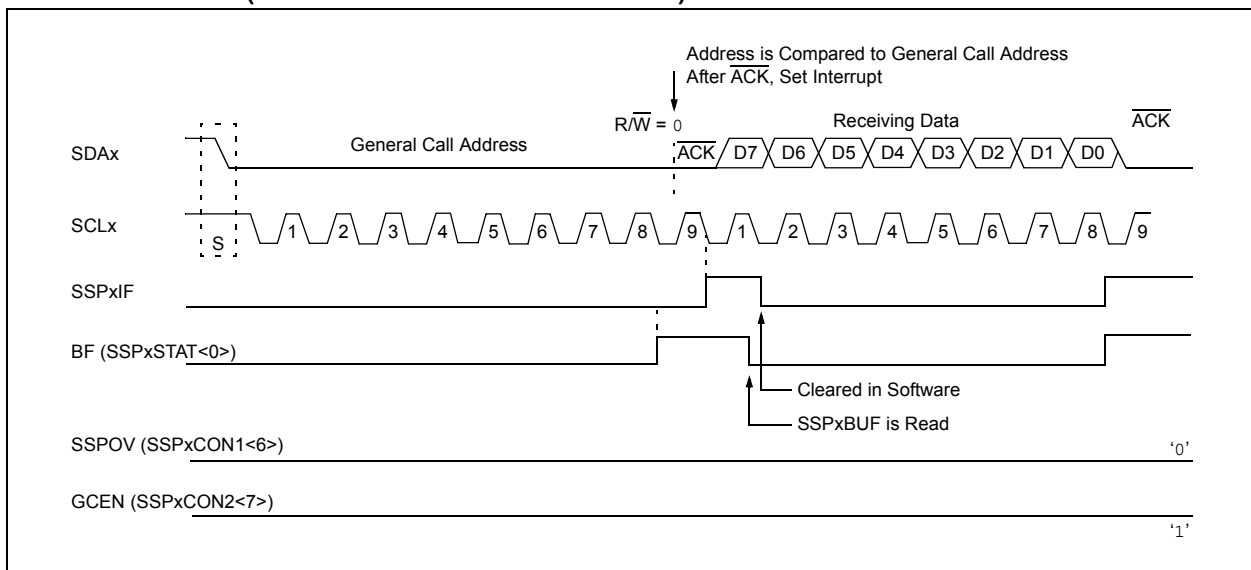 Address is Compared to General Call Address
After ACK, Set Interrupt
R/W = 0
Receiving Data
ACK
SDAx
General Call Address
ACK
D7 D6 D5 D4 D3 D2 D1 D0
SCLx
S
1 2 3 4 5 6 7 8 9 1 2 3 4 5 6 7 8 9
SSPxIF
BF (SSPxSTAT<0>)
Cleared in Software
SSPxBUF is Read
SSPOV (SSPxCON1<6>)
‘0’
GCEN (SSPxCON2<7>)
‘1’